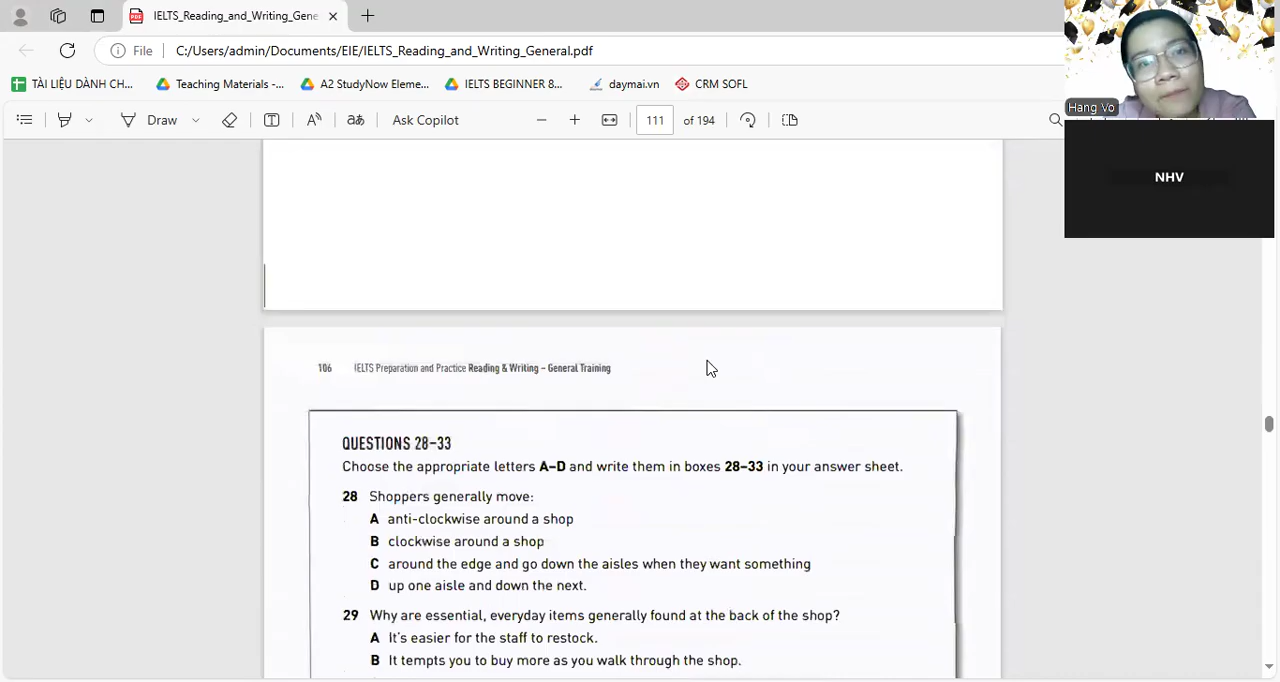 IELTS_Reading_and_Writing_Gene
File
C:/Users/admin/Documents/EIE/IELTS_Reading_and_Writing_General.pdf
TÀI LIỆU DÀNH CH...
Teaching Materials -...
A2 StudyNow Eleme...
IELTS BEGINNER 8...
daymai.vn
CRM SOFL
Draw
Ask Copilot
111 of 194
Hang Vo
NHV
106 IELTS Preparation and Practice Reading & Writing – General Training
QUESTIONS 28–33
Choose the appropriate letters A–D and write them in boxes 28–33 in your answer sheet.
28 Shoppers generally move:
A anti-clockwise around a shop
B clockwise around a shop
C around the edge and go down the aisles when they want something
D up one aisle and down the next.
29 Why are essential, everyday items generally found at the back of the shop?
A It's easier for the staff to restock.
B It tempts you to buy more as you walk through the shop.